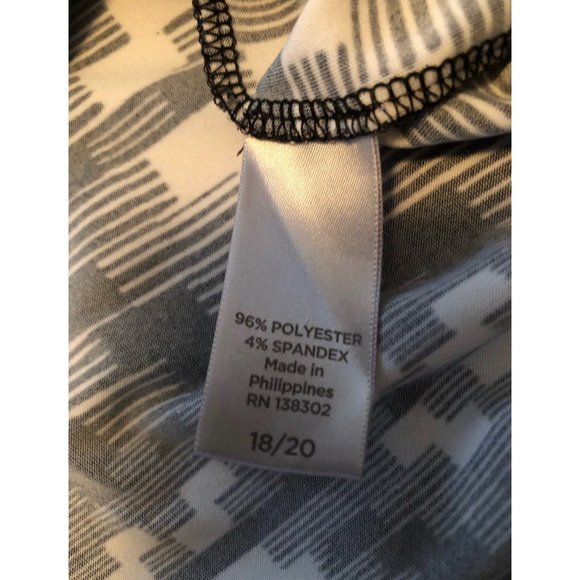 96% POLYESTER
4% SPANDEX
Made in
Philippines
RN 138302
18/20